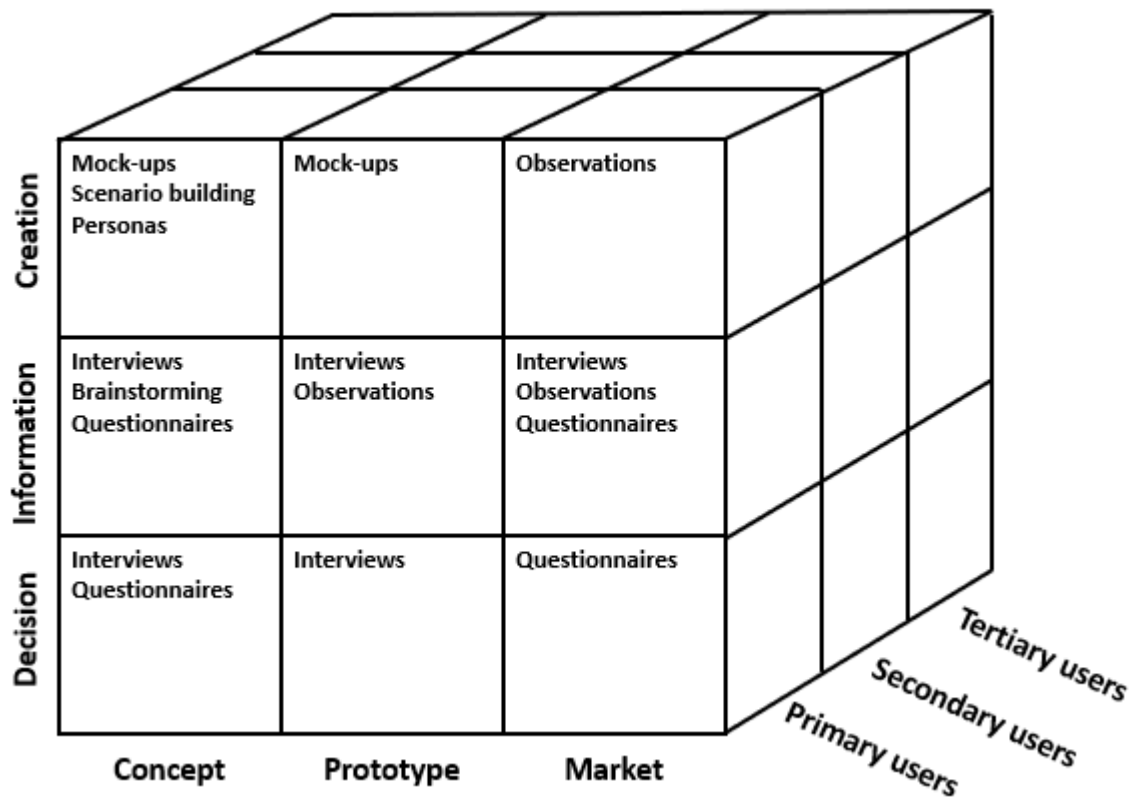 Creation
Mock-ups
Scenario building
Personas
Mock-ups
Observations
Information
Interviews
Brainstorming
Questionnaires
Interviews
Observations
Interviews
Observations
Questionnaires
Decision
Interviews
Questionnaires
Interviews
Questionnaires
Concept
Prototype
Market
Primary users
Secondary users
Tertiary users